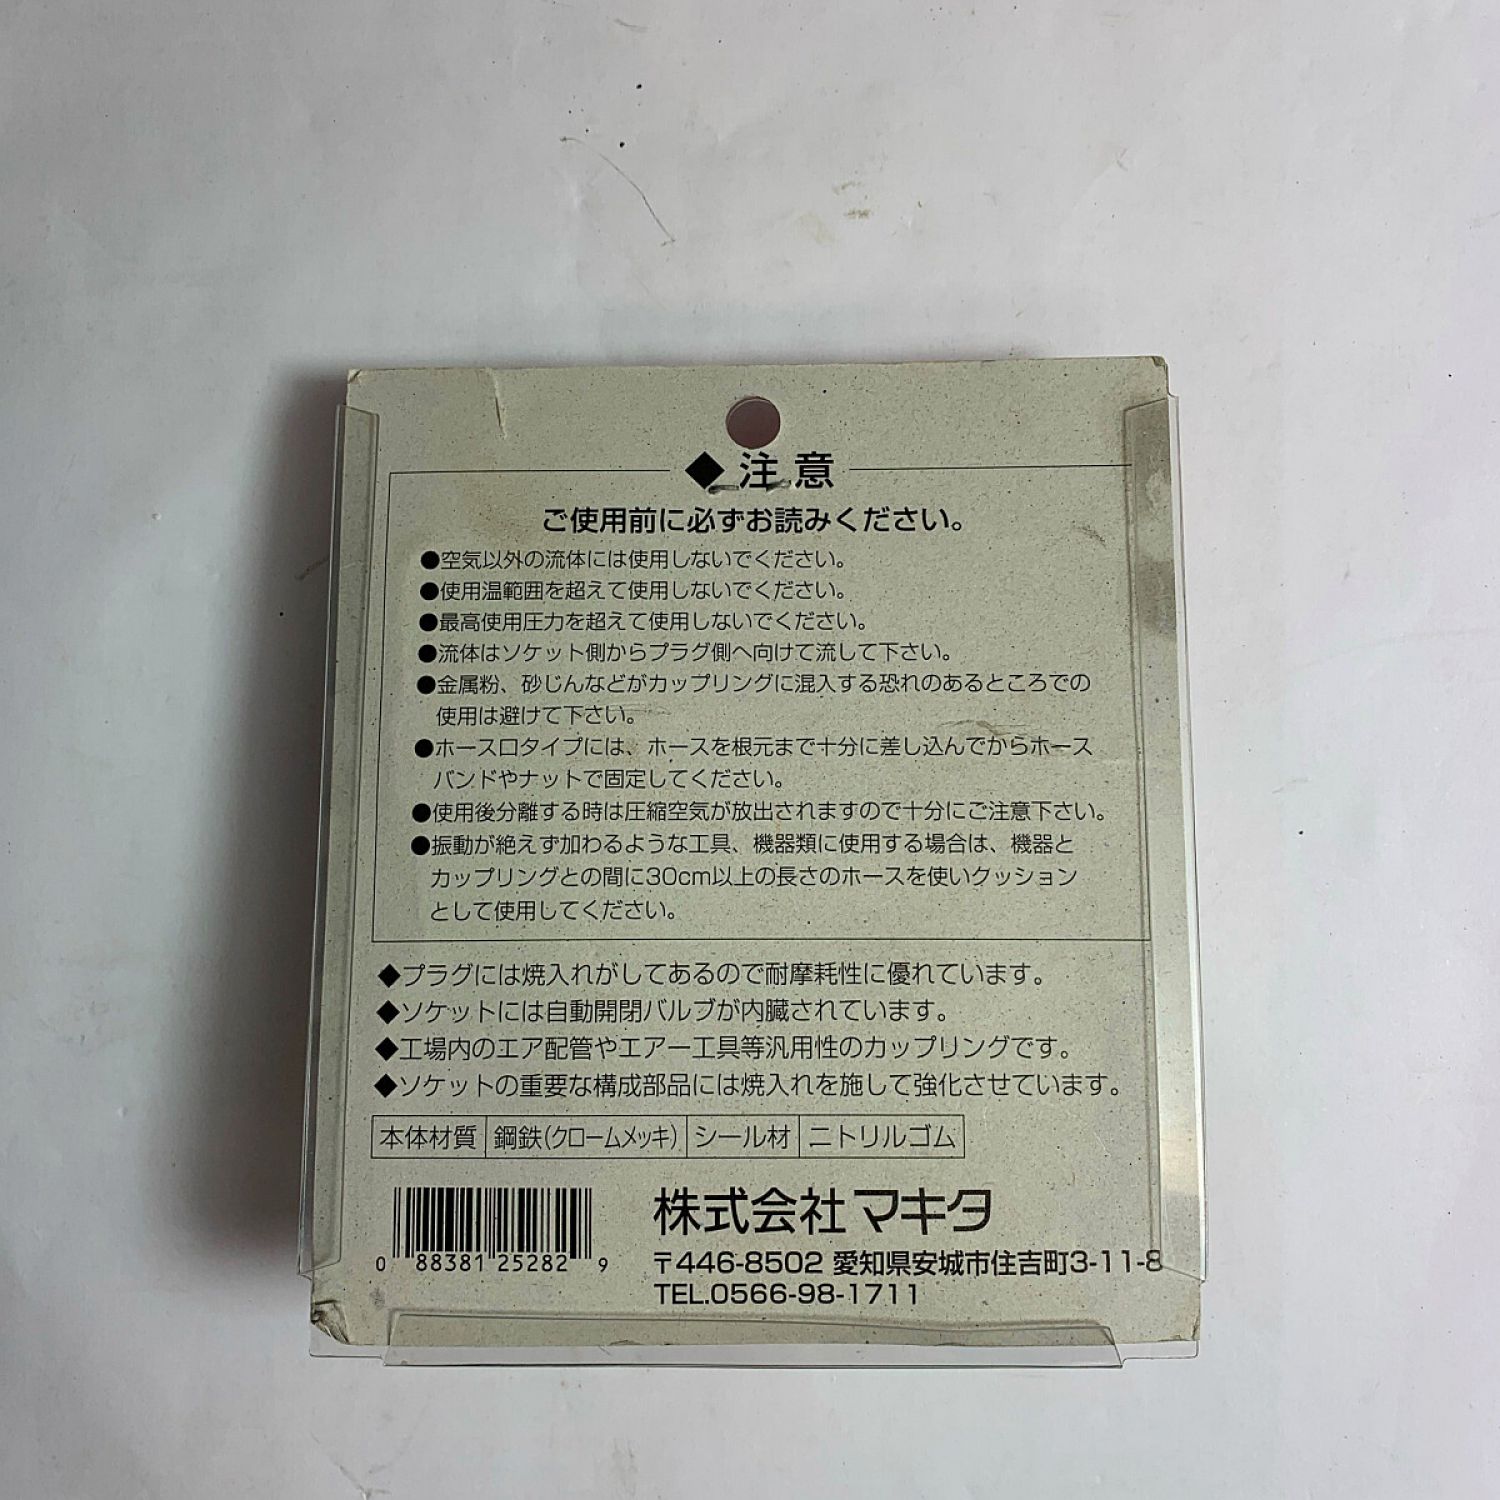 ◆注意
ご使用前に必ずお読みください。
●空気以外の流体には使用しないでください。
●使用温範囲を超えて使用しないでください。
●最高使用圧力を超えて使用しないでください。
●流体はソケット側からプラグ側へ向けて流して下さい。
●金属粉、砂じんなどがカップリングに混入する恐れのあるところでの
使用は避けて下さい。
●ホース口タイプには、ホースを根元まで十分に差し込んでからホース
バンドやナットで固定してください。
●使用後分離する時は圧縮空気が放出されますので十分にご注意下さい。
●振動が絶えず加わるような工具、機器類に使用する場合は、機器と
カップリングとの間に30cm以上の長さのホースを使いクッション
として使用してください。
◆プラグには焼入れがしてあるので耐摩耗性に優れています。
◆ソケットには自動開閉バルブが内臓されています。
◆工場内のエア配管やエアー工具等汎用性のカップリングです。
◆ソケットの重要な構成部品には焼入れを施して強化させています。
本体材質 鋼鉄(クロームメッキ) シール材 ニトリルゴム
株式会社マキタ
〒446-8502 愛知県安城市住吉町3-11-8
TEL.0566-98-1711
0 88381 25282 9